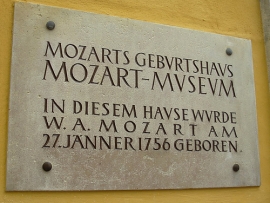 MOZARTS GEBVRTSHAVS
MOZART-MVSEVM
IN DIESEM HAVSE WVRDE
W. A. MOZART AM
27. JÄNNER 1756 GEBOREN.